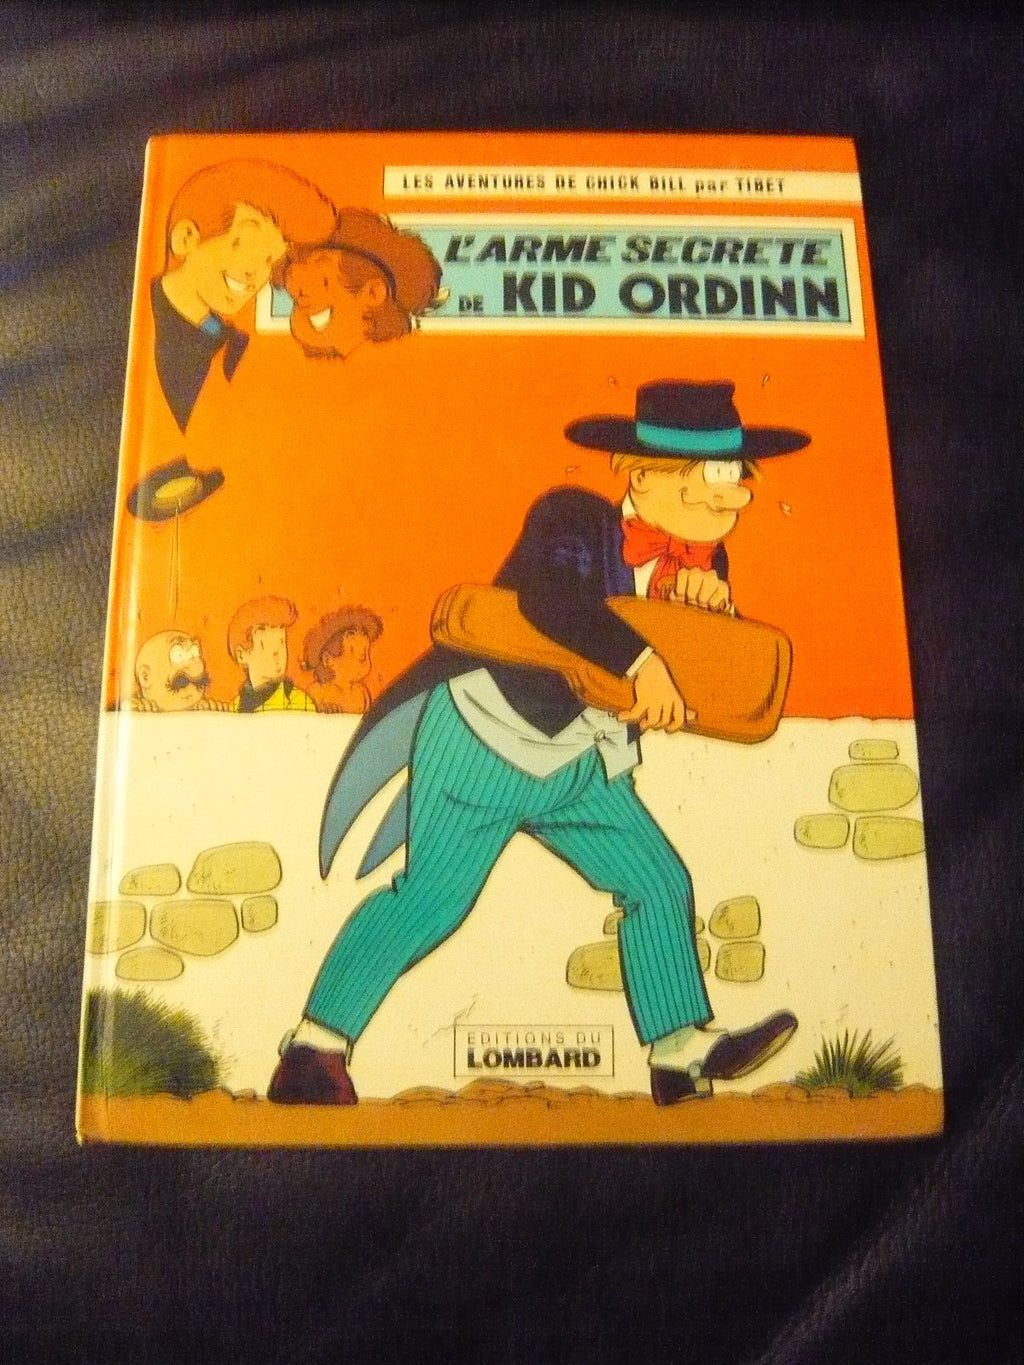 LES AVENTURES DE CHICK BILL par TIBET
L'ARME SECRETE
DE KID ORDINN
EDITIONS DU
LOMBARD